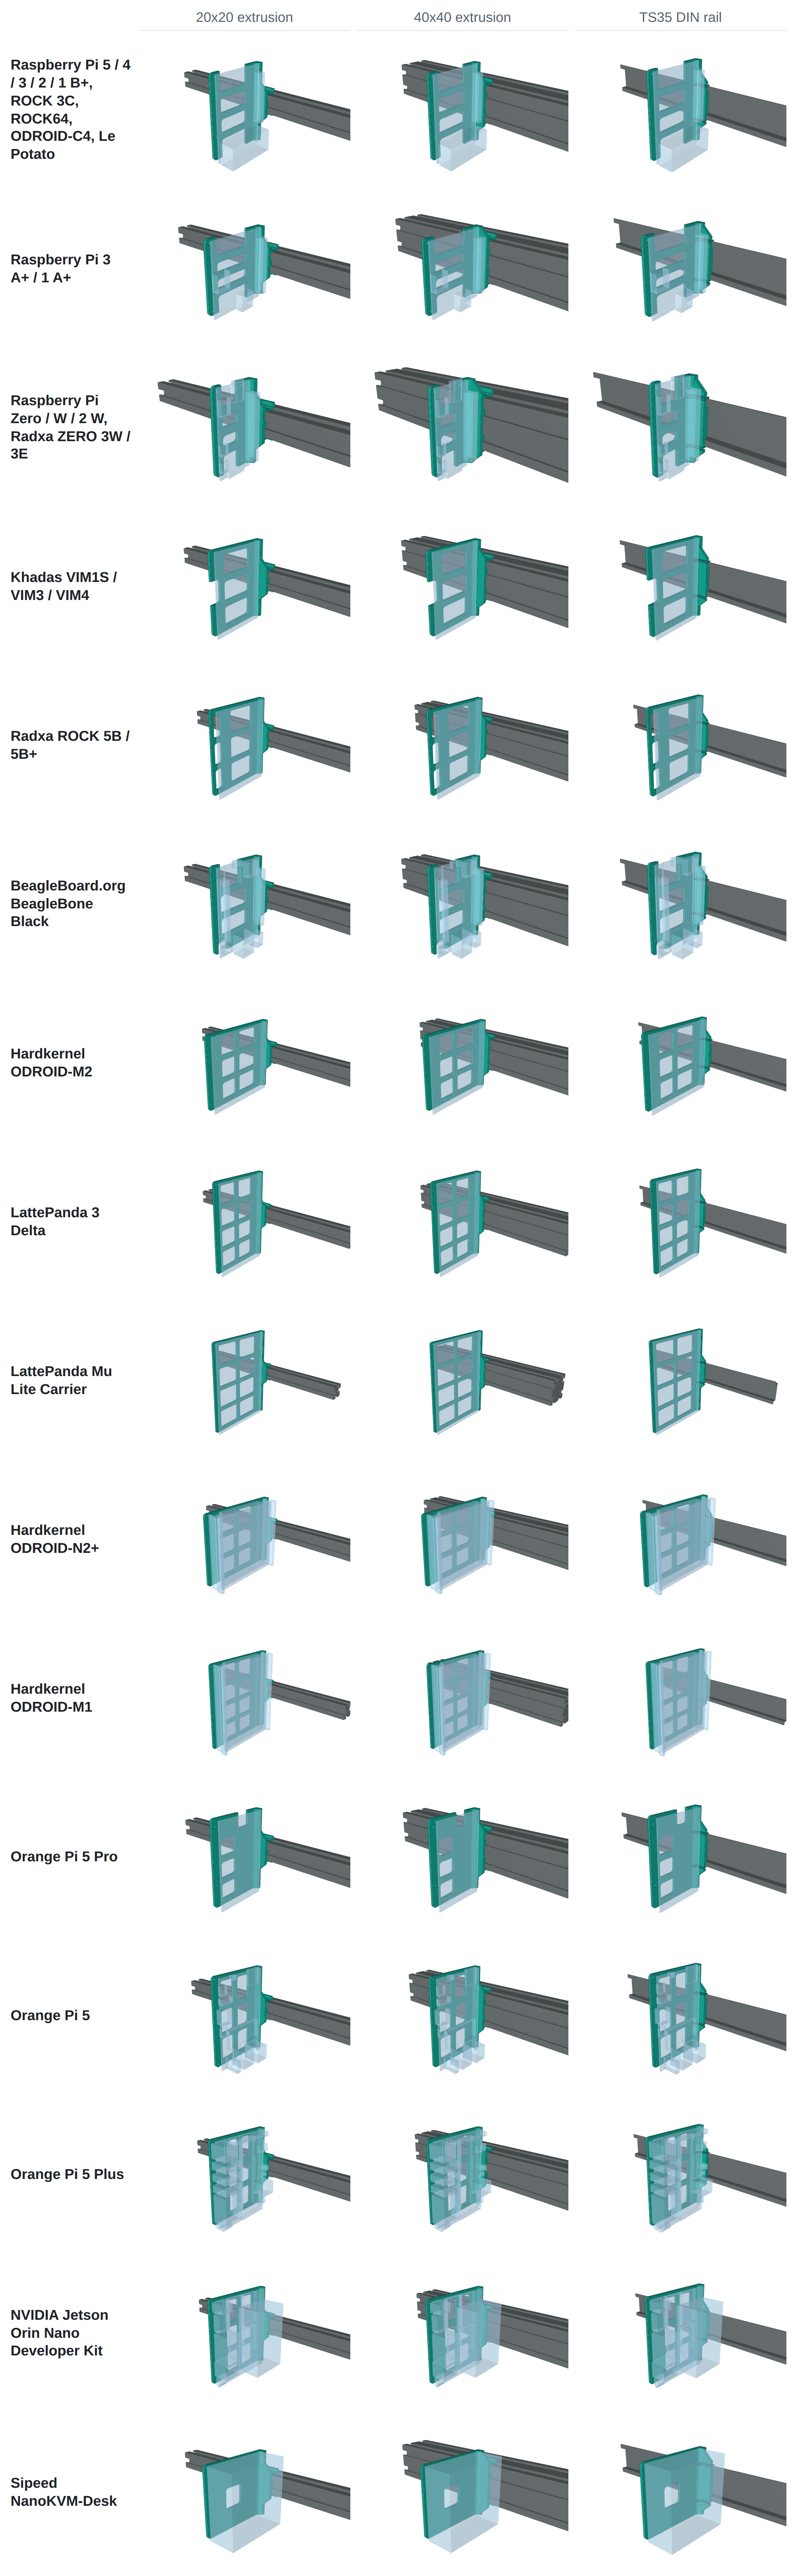 20x20 extrusion
40x40 extrusion
TS35 DIN rail
Raspberry Pi 5 / 4
/ 3 / 2 / 1 B+,
ROCK 3C,
ROCK64,
ODROID-C4, Le
Potato
Raspberry Pi 3
A+ / 1 A+
Raspberry Pi
Zero / W / 2 W,
Radxa ZERO 3W /
3E
Khadas VIM1S /
VIM3 / VIM4
Radxa ROCK 5B /
5B+
BeagleBoard.org
BeagleBone
Black
Hardkernel
ODROID-M2
LattePanda 3
Delta
LattePanda Mu
Lite Carrier
Hardkernel
ODROID-N2+
Hardkernel
ODROID-M1
Orange Pi 5 Pro
Orange Pi 5
Orange Pi 5 Plus
NVIDIA Jetson
Orin Nano
Developer Kit
Sipeed
NanoKVM-Desk